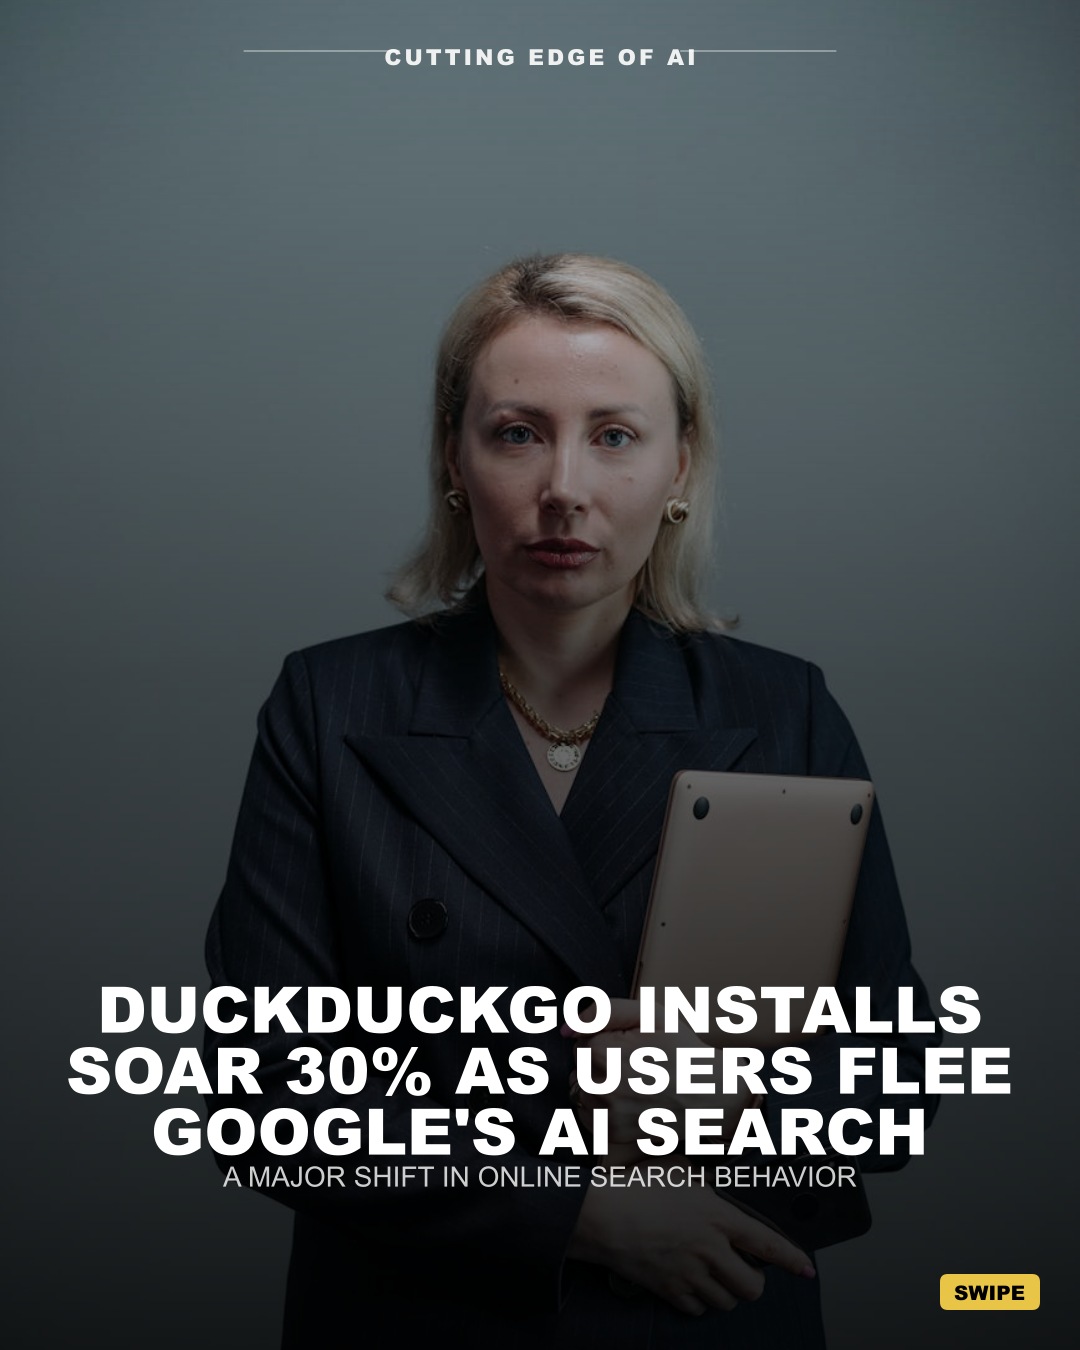 CUTTING EDGE OF AI
DUCKDUCKGO INSTALLS
SOAR 30% AS USERS FLEE
GOOGLE'S AI SEARCH
A MAJOR SHIFT IN ONLINE SEARCH BEHAVIOR
SWIPE